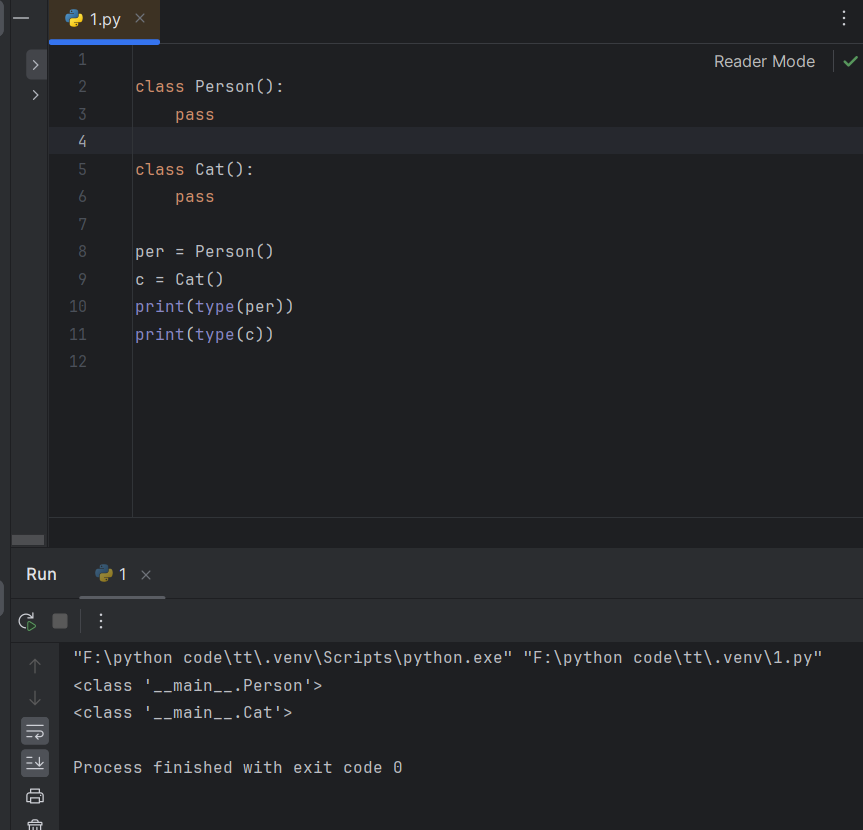 1.py
Reader Mode
1
2 class Person():
3     pass
4
5 class Cat():
6     pass
7
8 per = Person()
9 c = Cat()
10 print(type(per))
11 print(type(c))
12
Run 1
"F:\python code\tt\.venv\Scripts\python.exe" "F:\python code\tt\.venv\1.py"
<class '__main__.Person'>
<class '__main__.Cat'>
Process finished with exit code 0